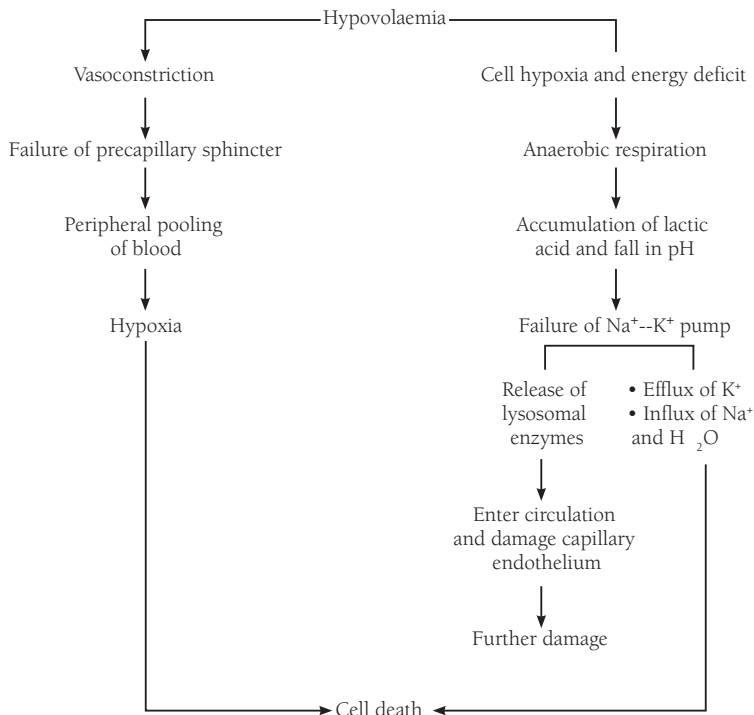 Hypovolaemia
Vasoconstriction
Failure of precapillary sphincter
Peripheral pooling
of blood
Hypoxia
Cell hypoxia and energy deficit
Anaerobic respiration
Accumulation of lactic
acid and fall in pH
Failure of Na⁺--K⁺ pump
Release of
lysosomal
enzymes
• Efflux of K⁺
• Influx of Na⁺
and H ₂O
Enter circulation
and damage capillary
endothelium
Further damage
Cell death